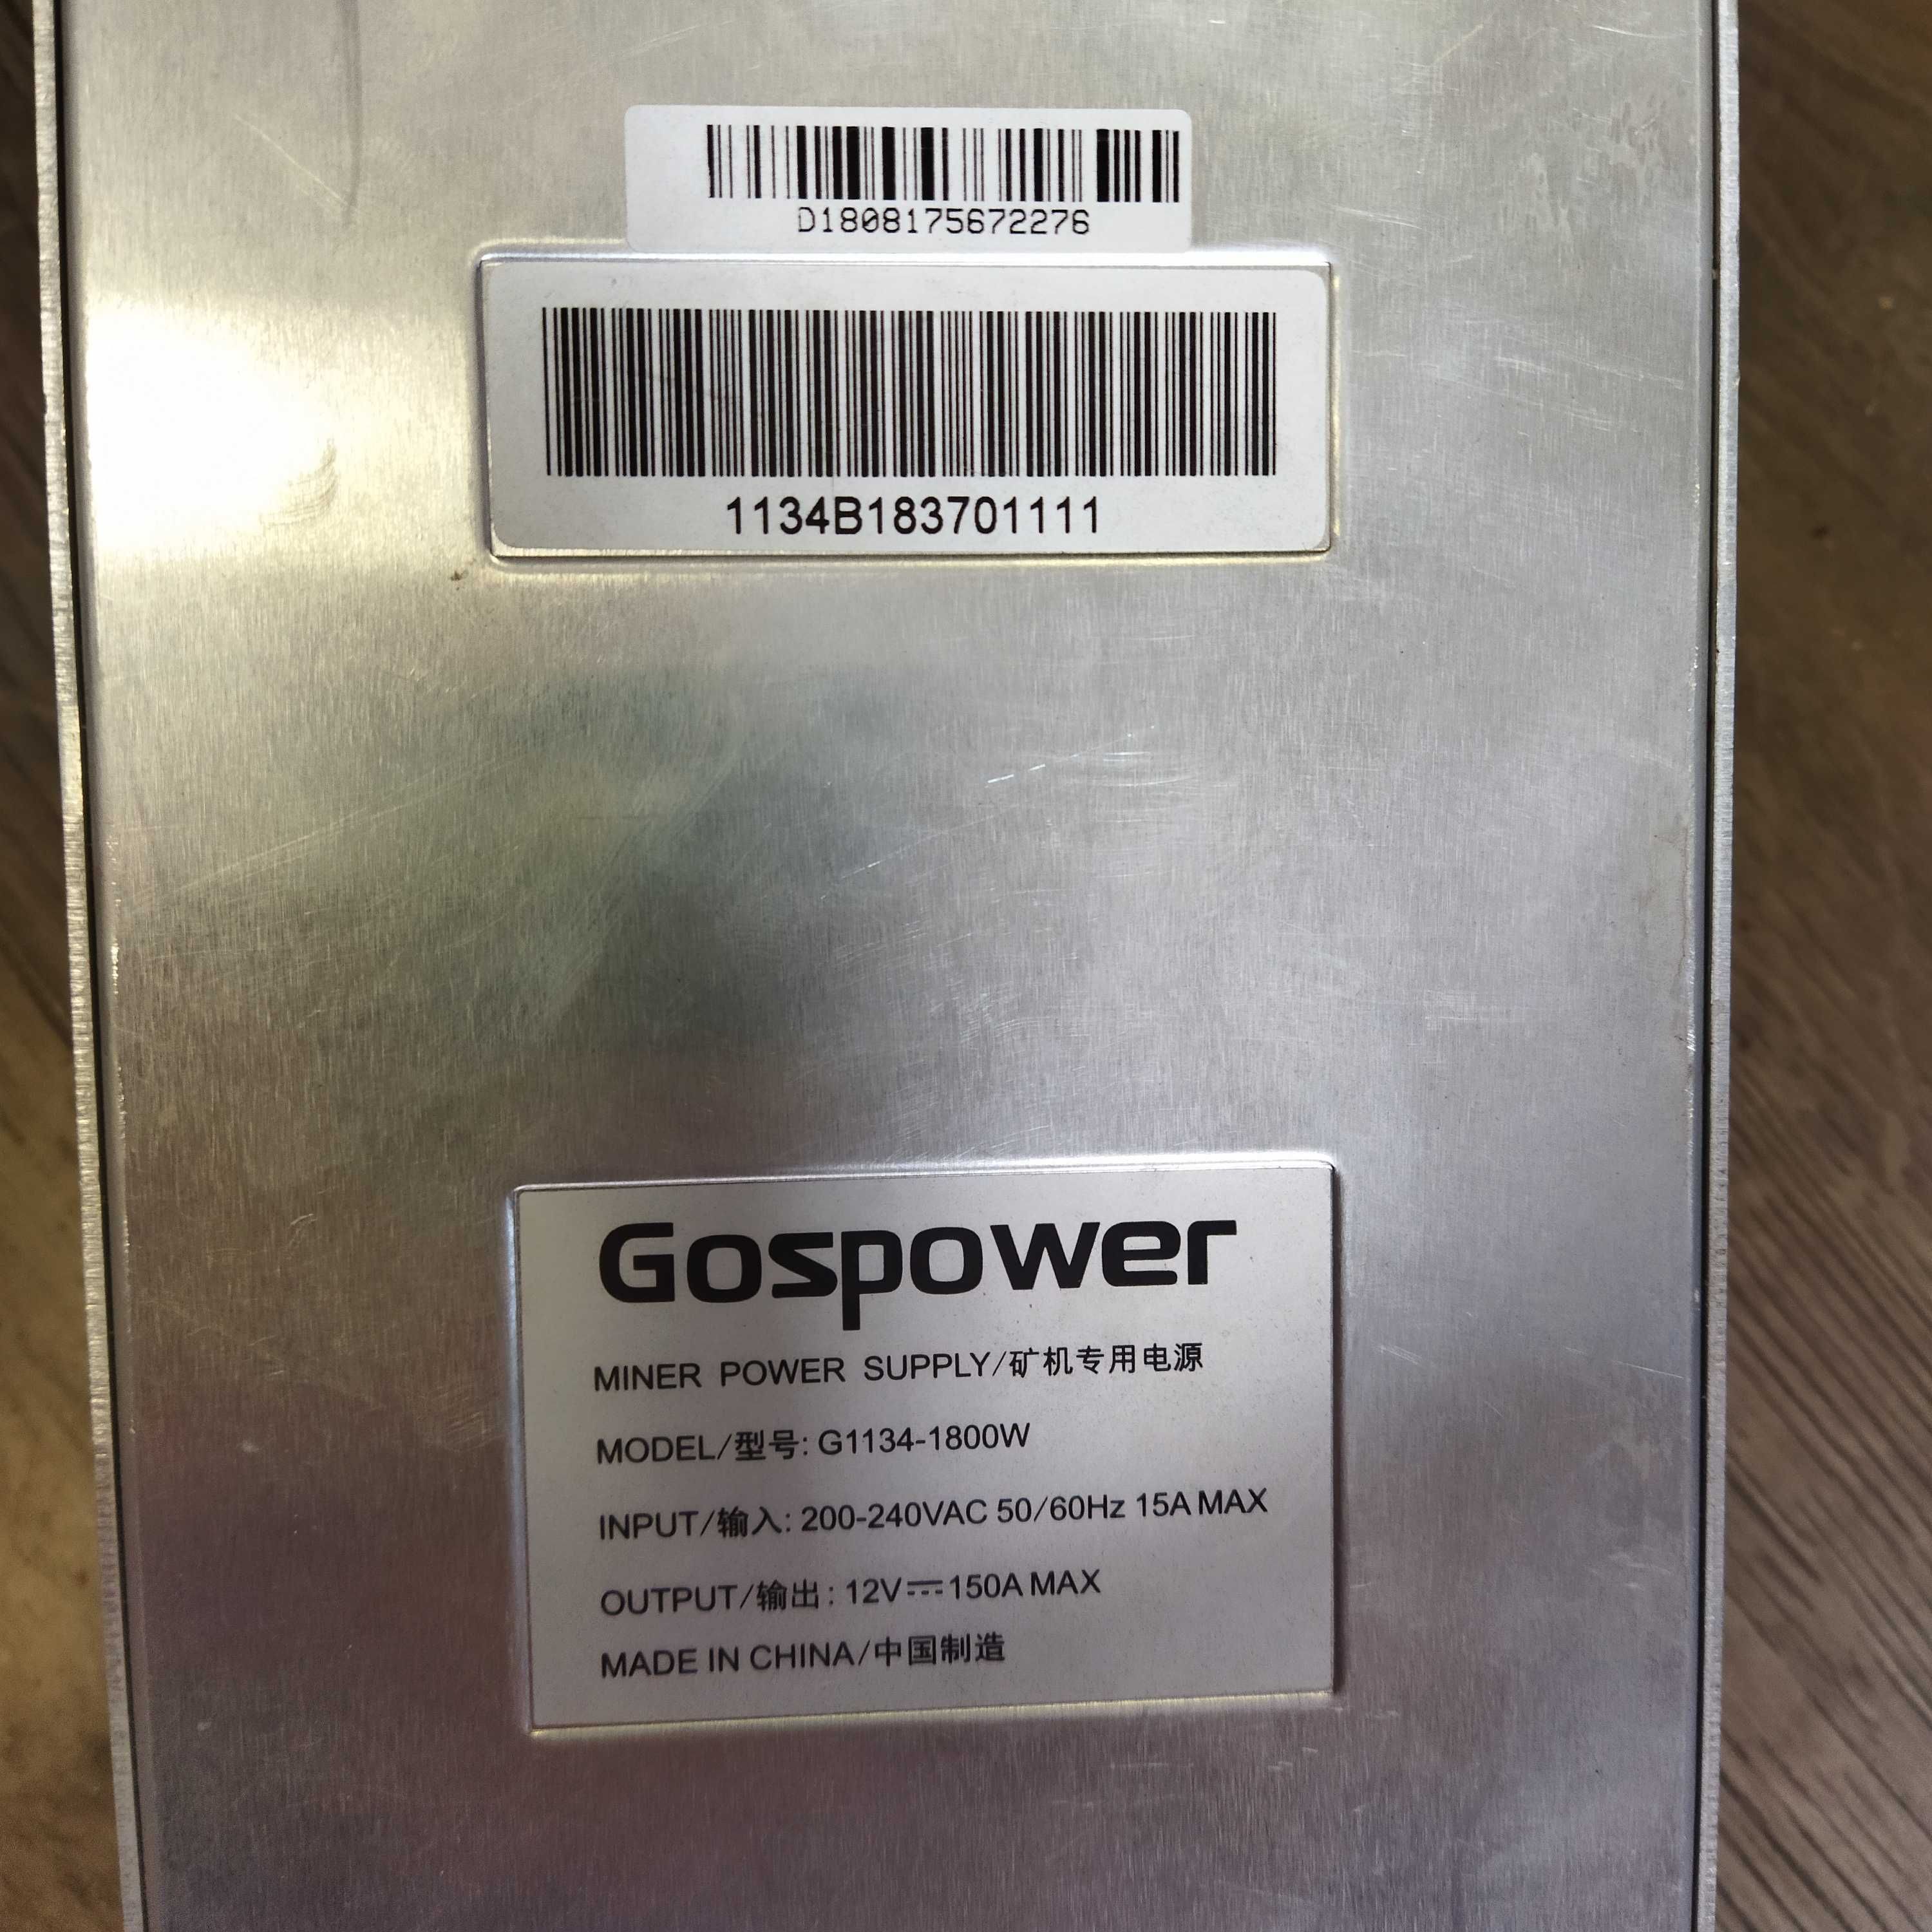 D1808175672276
1134B183701111
Gospower
MINER POWER SUPPLY/矿机专用电源
MODEL/型号: G1134-1800W
INPUT/输入: 200-240VAC 50/60Hz 15A MAX
OUTPUT/输出: 12V⎓150A MAX
MADE IN CHINA/中国制造